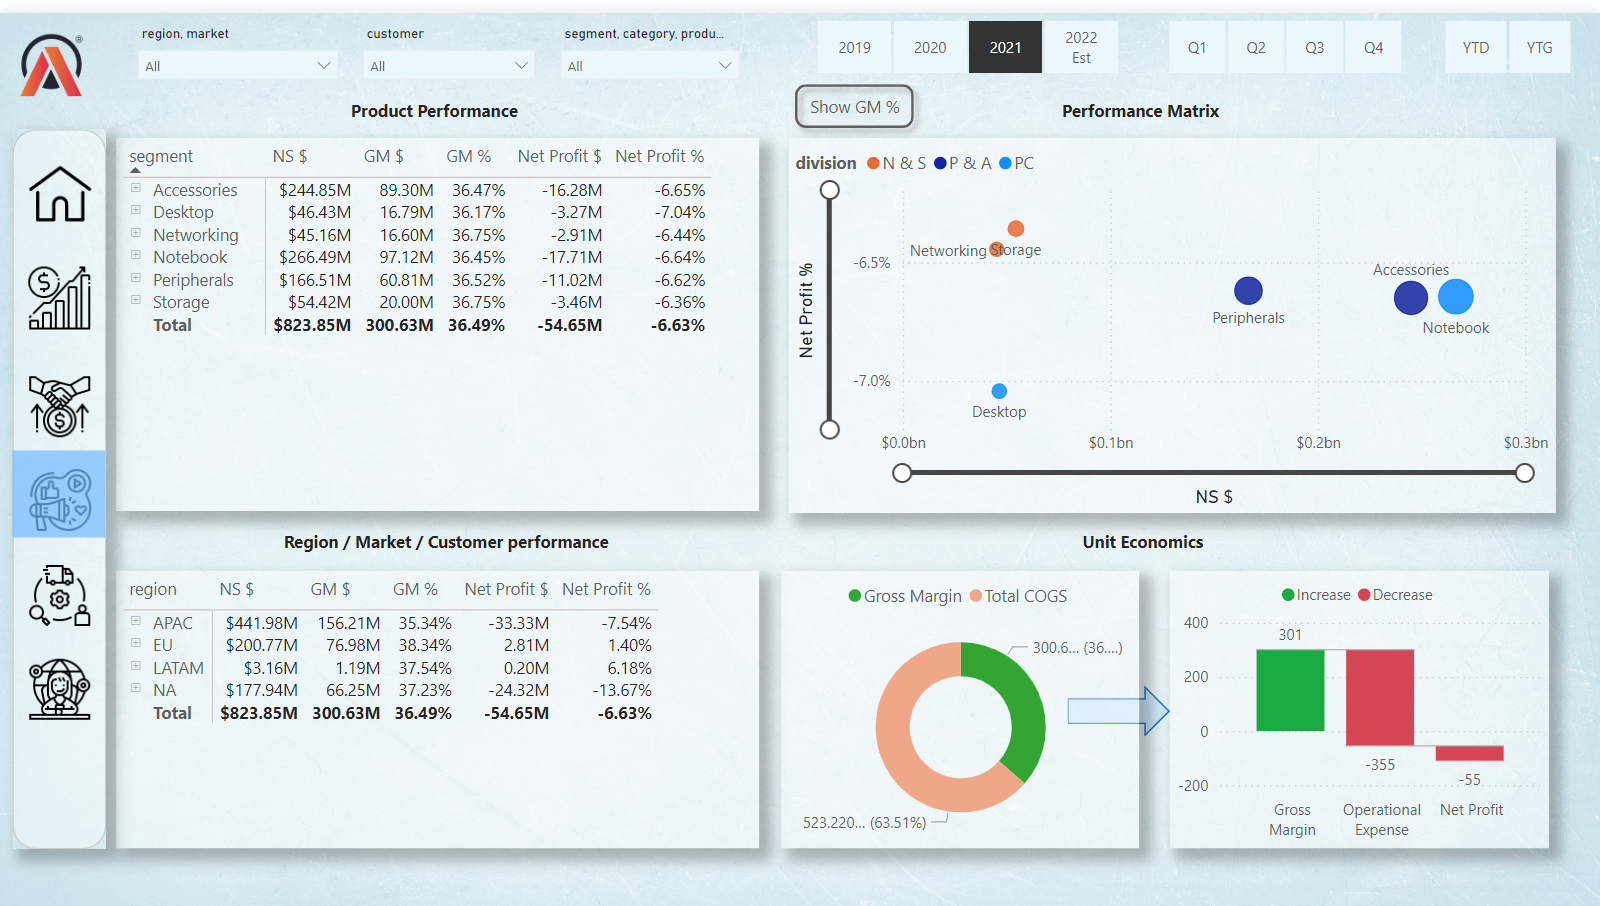 region, market
customer
segment, category, produ...
All
All
All
2019
2020
2021
2022
Est
Q1
Q2
Q3
Q4
YTD
YTG
®
Product Performance
segment NS $ GM $ GM % Net Profit $ Net Profit %
Accessories $244.85M 89.30M 36.47% -16.28M -6.65%
Desktop $46.43M 16.79M 36.17% -3.27M -7.04%
Networking $45.16M 16.60M 36.75% -2.91M -6.44%
Notebook $266.49M 97.12M 36.45% -17.71M -6.64%
Peripherals $166.51M 60.81M 36.52% -11.02M -6.62%
Storage $54.42M 20.00M 36.75% -3.46M -6.36%
Total $823.85M 300.63M 36.49% -54.65M -6.63%
Show GM %
Performance Matrix
division N & S P & A PC
Net Profit %
-6.5%
-7.0%
Networking
Storage
Peripherals
Accessories
Notebook
Desktop
$0.0bn
$0.1bn
$0.2bn
$0.3bn
NS $
Region / Market / Customer performance
region NS $ GM $ GM % Net Profit $ Net Profit %
APAC $441.98M 156.21M 35.34% -33.33M -7.54%
EU $200.77M 76.98M 38.34% 2.81M 1.40%
LATAM $3.16M 1.19M 37.54% 0.20M 6.18%
NA $177.94M 66.25M 37.23% -24.32M -13.67%
Total $823.85M 300.63M 36.49% -54.65M -6.63%
Unit Economics
Gross Margin Total COGS
300.6... (36....)
523.220... (63.51%)
Increase Decrease
400
200
0
-200
301
-355
-55
Gross
Margin
Operational
Expense
Net Profit